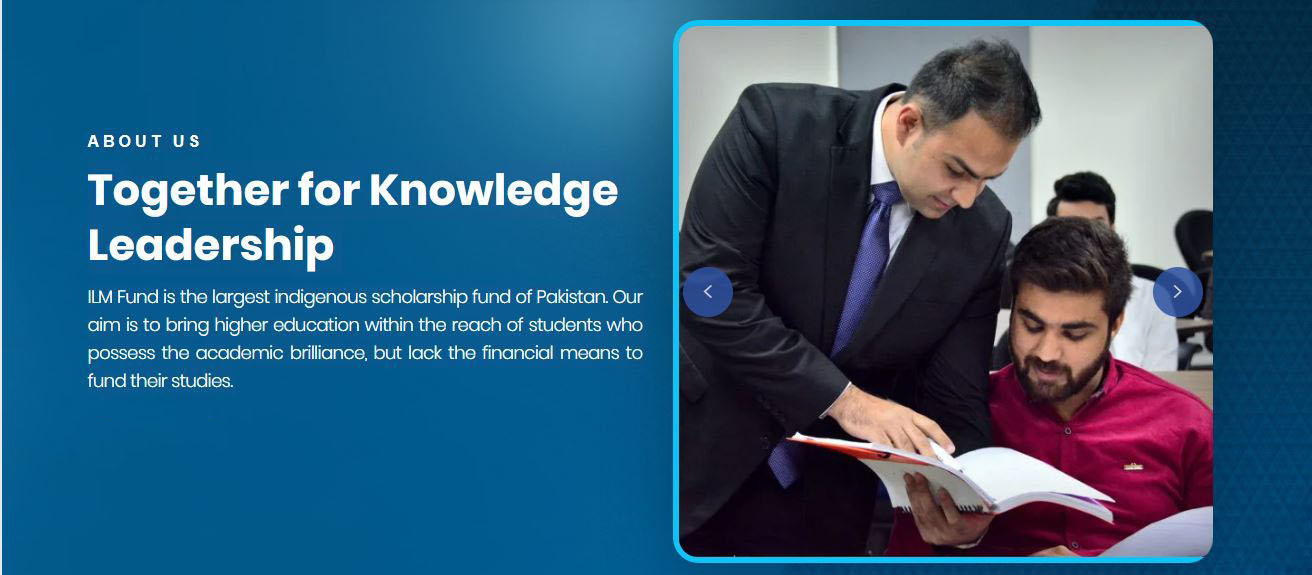 ABOUT US
Together for Knowledge
Leadership
ILM Fund is the largest indigenous scholarship fund of Pakistan. Our
aim is to bring higher education within the reach of students who
possess the academic brilliance, but lack the financial means to
fund their studies.